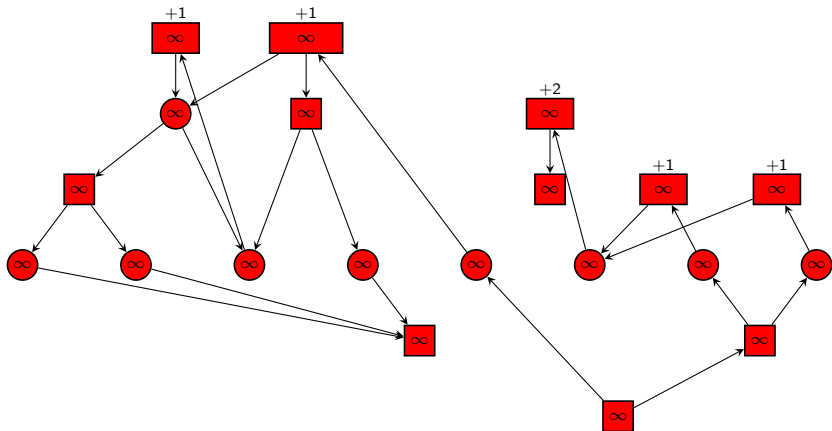 +1 +1
∞ ∞
+2
∞ ∞ ∞
+1 +1
∞ ∞ ∞ ∞
∞ ∞ ∞ ∞ ∞ ∞ ∞ ∞
∞ ∞
∞